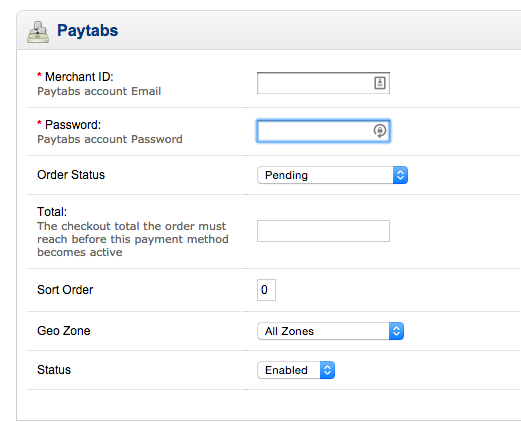 Paytabs
* Merchant ID:
Paytabs account Email
* Password:
Paytabs account Password
Order Status Pending
Total:
The checkout total the order must
reach before this payment method
becomes active
Sort Order 0
Geo Zone All Zones
Status Enabled